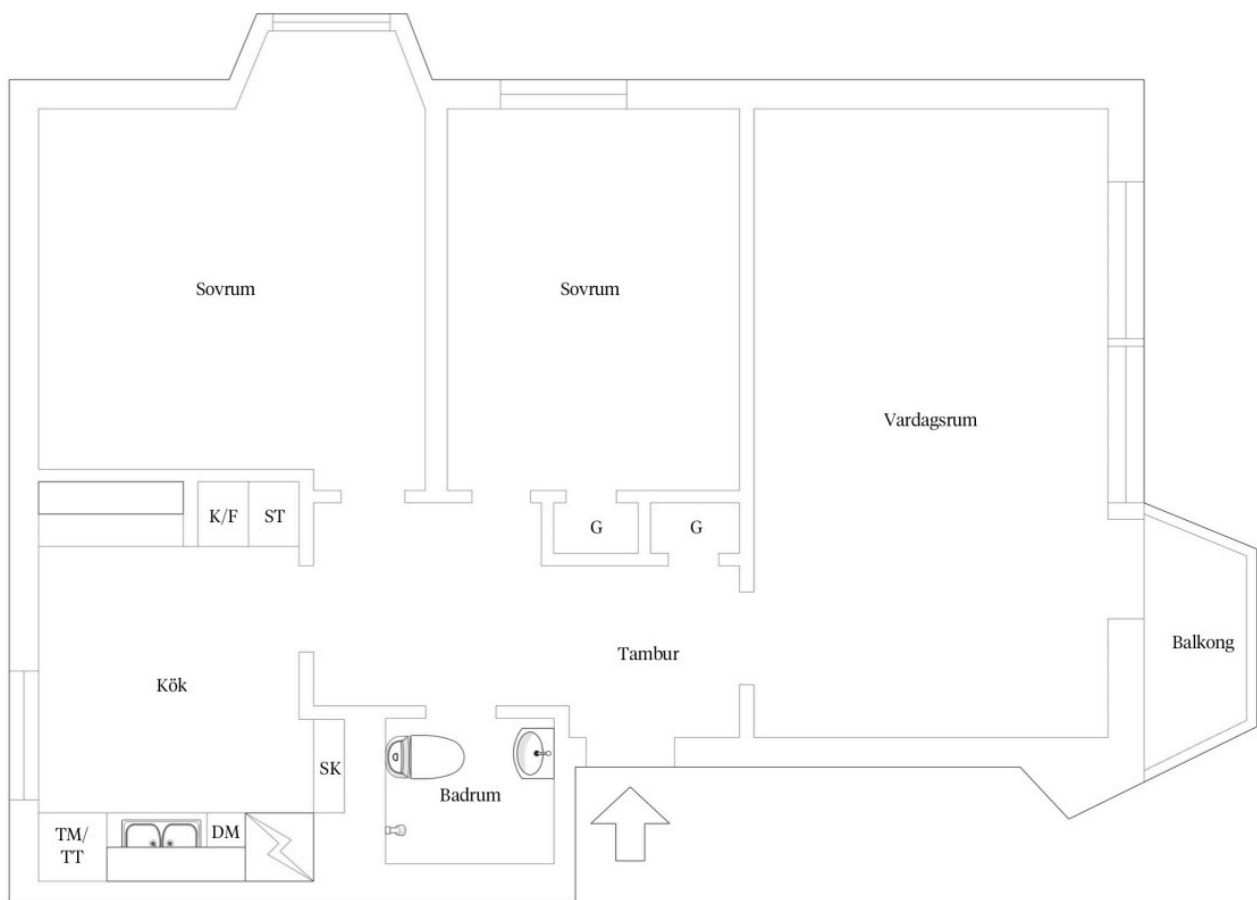 Sovrum
Sovrum
Vardagsrum
K/F
ST
G
G
Tambur
Balkong
Kök
SK
Badrum
TM/
TT
DM